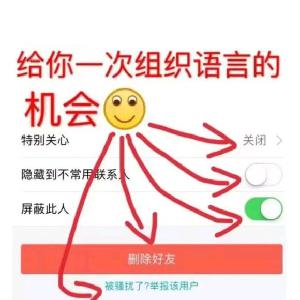 给你一次组织语言的
机会
特别关心
关闭
隐藏到不常用联系人
屏蔽此人
删除好友
被骚扰了?举报该用户